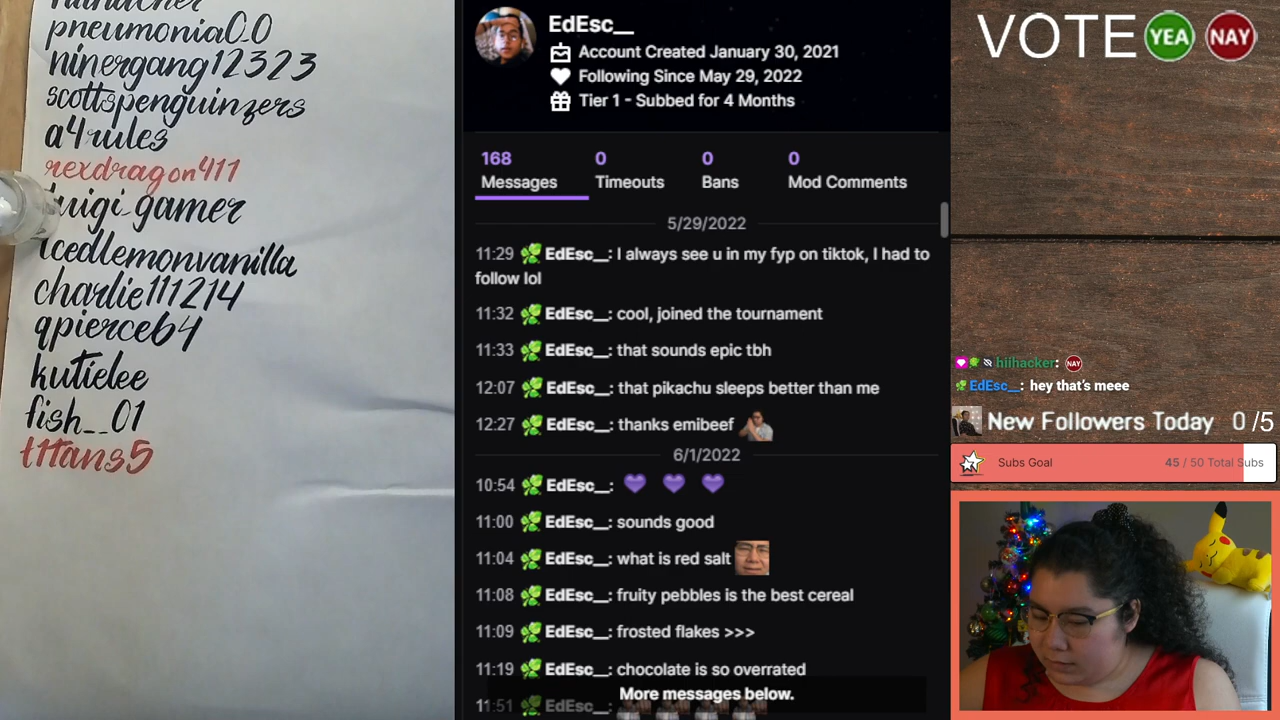 pneumonia0_0
ninergang12323
scottspenguinzers
a4rules
rexdragon411
luigi-gamer
icedlemonvanilla
charlie111214
qpierce64
kutielee
fish__01
t1tans5
EdEsc__
Account Created January 30, 2021
Following Since May 29, 2022
Tier 1 - Subbed for 4 Months
168 0 0 0
Messages Timeouts Bans Mod Comments
5/29/2022
11:29 EdEsc__: I always see u in my fyp on tiktok, I had to
follow lol
11:32 EdEsc__: cool, joined the tournament
11:33 EdEsc__: that sounds epic tbh
12:07 EdEsc__: that pikachu sleeps better than me
12:27 EdEsc__: thanks emibeef
6/1/2022
10:54 EdEsc__:
11:00 EdEsc__: sounds good
11:04 EdEsc__: what is red salt
11:08 EdEsc__: fruity pebbles is the best cereal
11:09 EdEsc__: frosted flakes >>>
11:19 EdEsc__: chocolate is so overrated
11:51 EdEsc__:
More messages below.
VOTE YEA NAY
hiihacker: NAY
EdEsc__: hey that's meee
New Followers Today 0 /5
Subs Goal 45 / 50 Total Subs